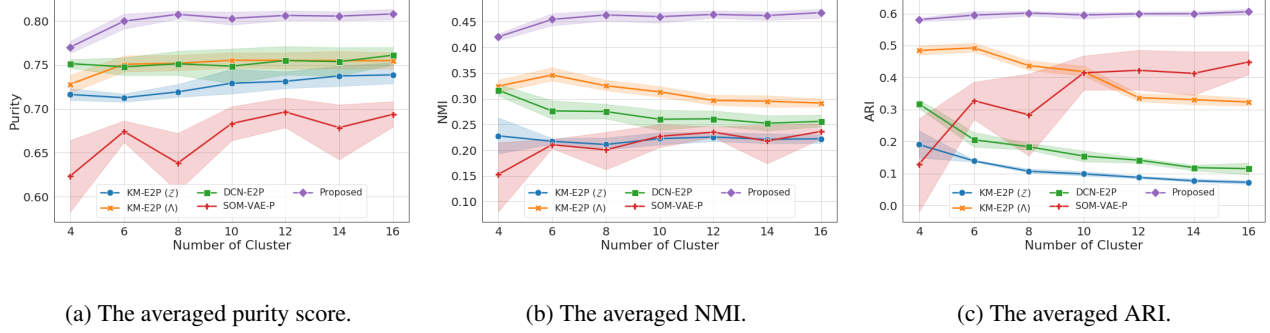 0.80
0.75
0.70
0.65
0.60
Purity
KM-E2P (𝒵)
KM-E2P (Λ)
DCN-E2P
SOM-VAE-P
Proposed
4 6 8 10 12 14 16
Number of Cluster
0.45
0.40
0.35
0.30
0.25
0.20
0.15
0.10
NMI
KM-E2P (𝒵)
KM-E2P (Λ)
DCN-E2P
SOM-VAE-P
Proposed
4 6 8 10 12 14 16
Number of Cluster
0.6
0.5
0.4
0.3
0.2
0.1
0.0
ARI
KM-E2P (𝒵)
KM-E2P (Λ)
DCN-E2P
SOM-VAE-P
Proposed
4 6 8 10 12 14 16
Number of Cluster
(a) The averaged purity score.
(b) The averaged NMI.
(c) The averaged ARI.